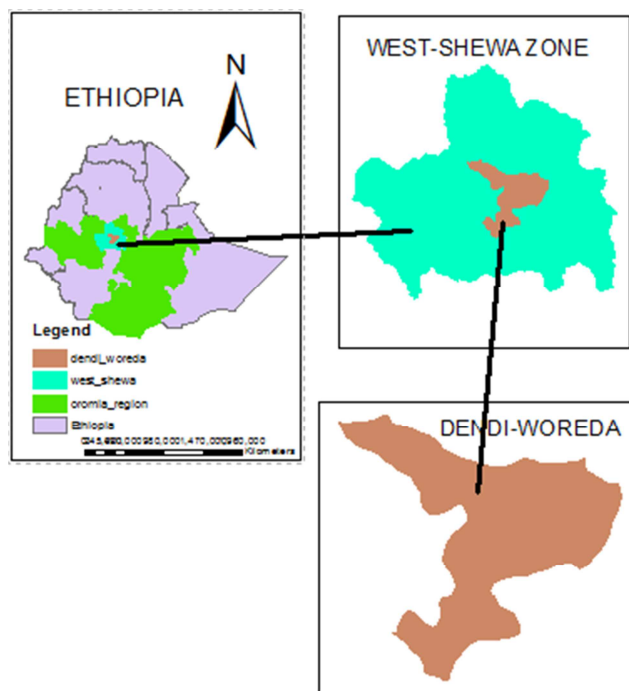 N
ETHIOPIA
Legend
dendi_woreda
west_shewa
oromia_region
Ethiopia
Kilometers
WEST-SHEWA ZONE
DENDI-WOREDA